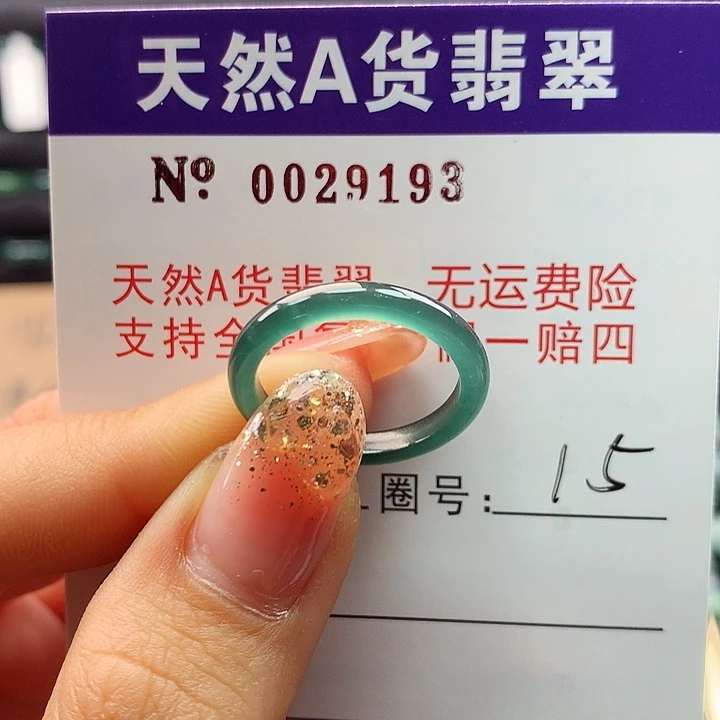 天然A货翡翠
Nº 0029193
天然A货翡翠 无运费险
支持全 一赔四
圈号: 15